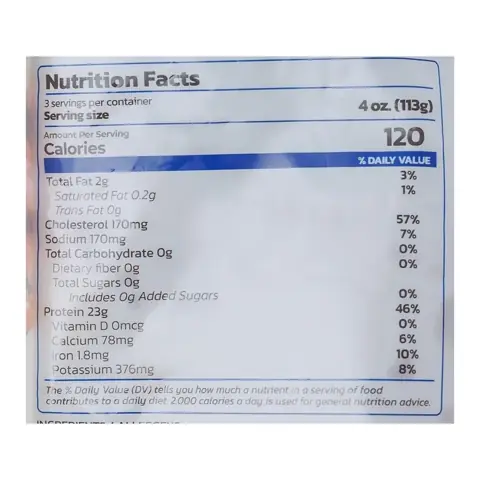 Nutrition Facts
3 servings per container
Serving size 4 oz. (113g)
Amount Per Serving
Calories 120
% DAILY VALUE
Total Fat 2g 3%
Saturated Fat 0.2g 1%
Trans Fat 0g
Cholesterol 170mg 57%
Sodium 170mg 7%
Total Carbohydrate 0g 0%
Dietary fiber 0g 0%
Total Sugars 0g
Includes 0g Added Sugars 0%
Protein 23g 46%
Vitamin D 0mcg 0%
Calcium 78mg 6%
Iron 1.8mg 10%
Potassium 376mg 8%
The % Daily Value (DV) tells you how much a nutrient in a serving of food
contributes to a daily diet 2000 calories a day is used for general nutrition advice.